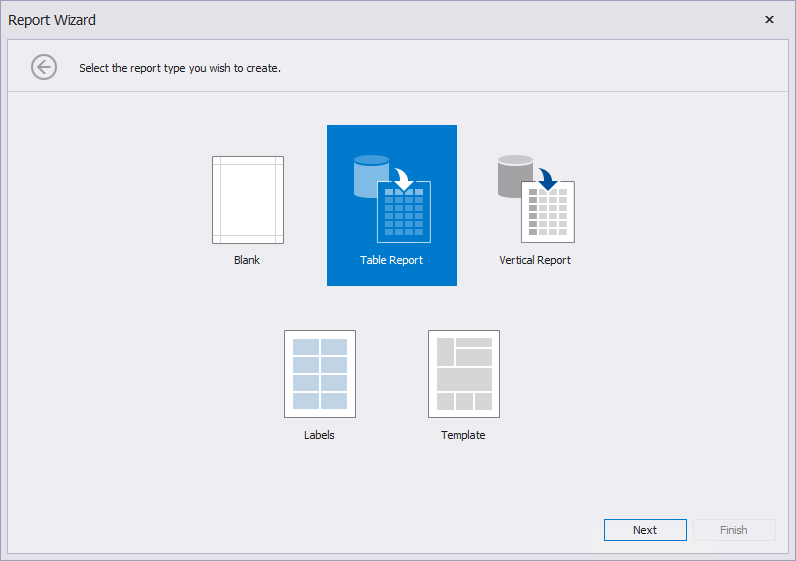 Report Wizard
Select the report type you wish to create.
Blank
Table Report
Vertical Report
Labels
Template
Next
Finish